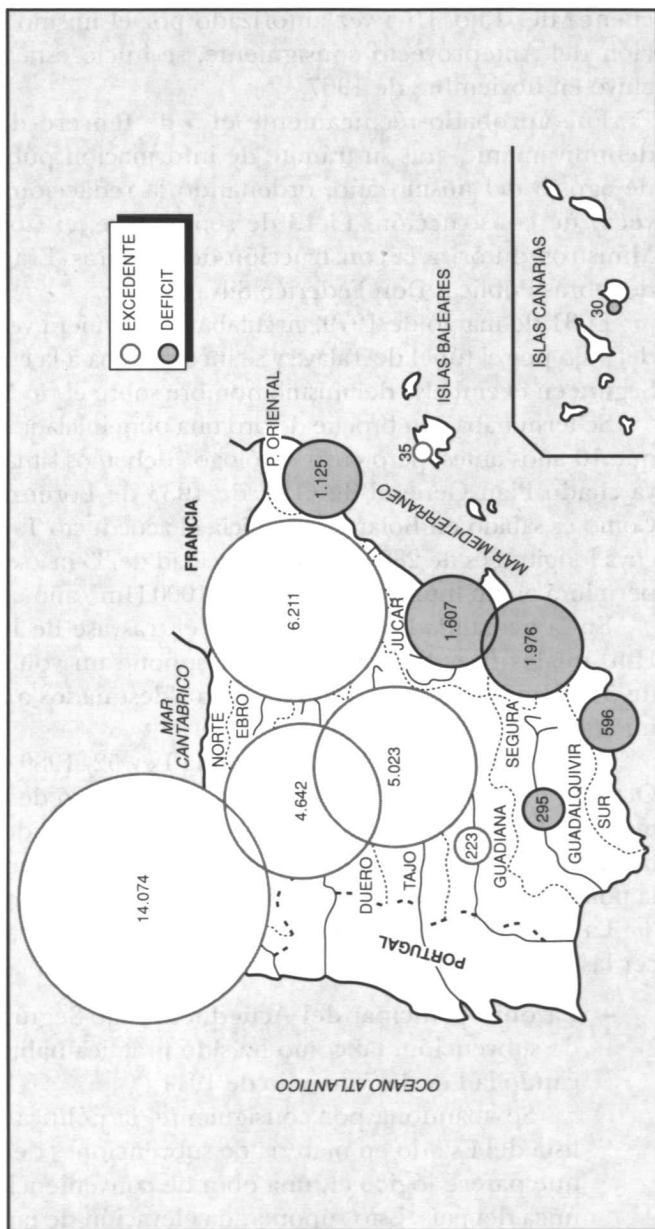 EXCEDENTE
DEFICIT
FRANCIA
MAR
CANTABRICO
P. ORIENTAL
14.074
NORTE
EBRO
6.211
1.125
4.642
DUERO
TAJO
5.023
JUCAR
MAR MEDITERRANEO
35
ISLAS BALEARES
PORTUGAL
1.607
223
GUADIANA
SEGURA
1.976
295
GUADALQUIVIR
SUR
596
OCEANO ATLANTICO
ISLAS CANARIAS
30